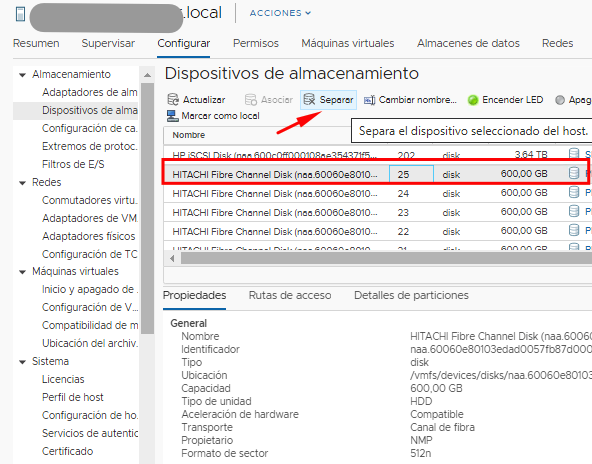 .local
ACCIONES
Resumen Supervisar Configurar Permisos Máquinas virtuales Almacenes de datos Redes
Almacenamiento
Adaptadores de alm
Dispositivos de alma
Configuración de ca...
Extremos de protoc...
Filtros de E/S
Redes
Conmutadores virtu...
Adaptadores de VM
Adaptadores físicos
Configuración de TC
Máquinas virtuales
Inicio y apagado de ..
Configuración de V...
Compatibilidad de m
Ubicación del archiv..
Sistema
Licencias
Perfil de host
Configuración de ho...
Servicios de autentic
Certificado
Dispositivos de almacenamiento
Actualizar Asociar Separar Cambiar nombre... Encender LED Apag
Marcar como local
Separa el dispositivo seleccionado del host.
Nombre
HP iSCSI Disk (naa.600c0ff000108ae354371f5... 202 disk 3,64 TB
HITACHI Fibre Channel Disk (naa.60060e8010... 25 disk 600,00 GB
HITACHI Fibre Channel Disk (naa.60060e8010... 24 disk 600,00 GB
HITACHI Fibre Channel Disk (naa.60060e8010... 23 disk 600,00 GB
HITACHI Fibre Channel Disk (naa.60060e8010... 22 disk 600,00 GB
HITACHI Fibre Channel Disk (naa.60060e8010... 21 disk 600,00 GB
Propiedades Rutas de acceso Detalles de particiones
General
Nombre HITACHI Fibre Channel Disk (naa.60060e
Identificador naa.60060e80103edad0057fb87d000
Tipo disk
Ubicación /vmfs/devices/disks/naa.60060e80103
Capacidad 600,00 GB
Tipo de unidad HDD
Aceleración de hardware Compatible
Transporte Canal de fibra
Propietario NMP
Formato de sector 512n